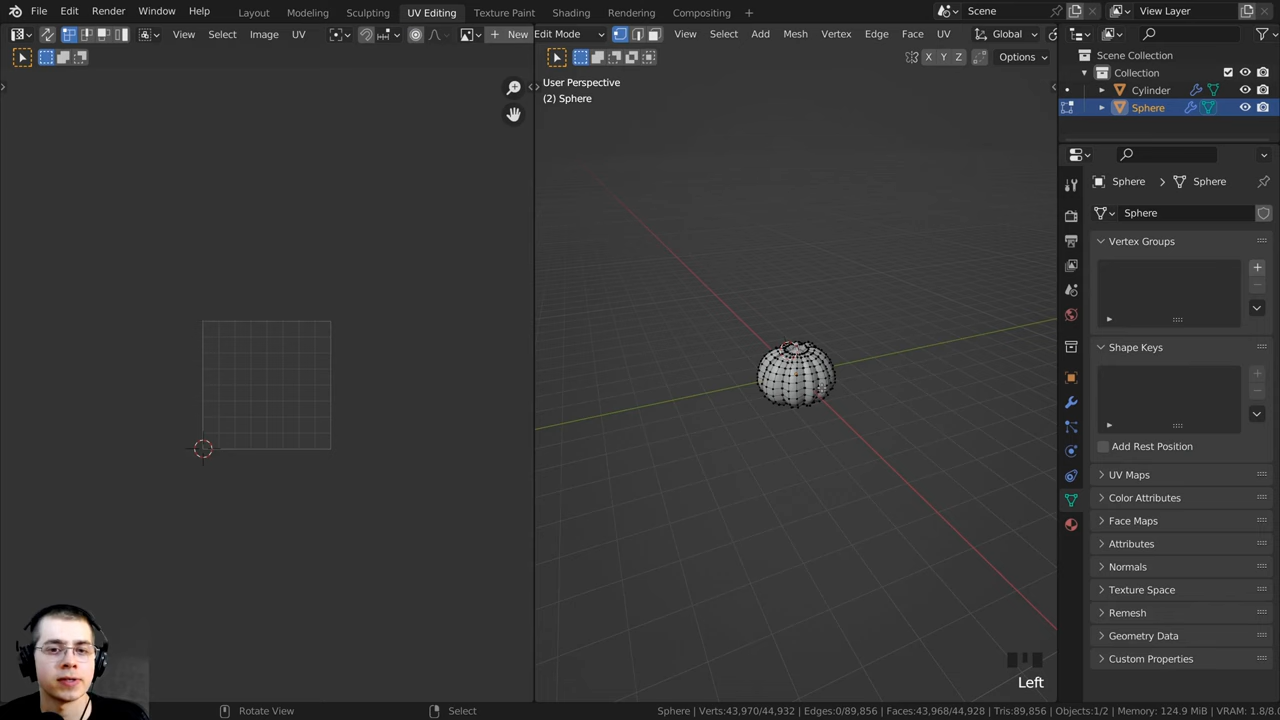 File Edit Render Window Help Layout Modeling Sculpting UV Editing Texture Paint Shading Rendering Compositing + Scene View Layer
View Select Image UV New Edit Mode View Select Add Mesh Vertex Edge Face UV Global
X Y Z Options
User Perspective
(2) Sphere
Scene Collection
Collection
Cylinder
Sphere
Sphere > Sphere
Sphere
Vertex Groups
Shape Keys
Add Rest Position
UV Maps
Color Attributes
Face Maps
Attributes
Normals
Texture Space
Remesh
Geometry Data
Custom Properties
Left
Rotate View Select Sphere | Verts:43,970/44,932 | Edges:0/89,856 | Faces:43,968/44,928 | Tris:89,856 | Objects:1/2 | Memory: 124.9 MiB | VRAM: 1.8/8.0